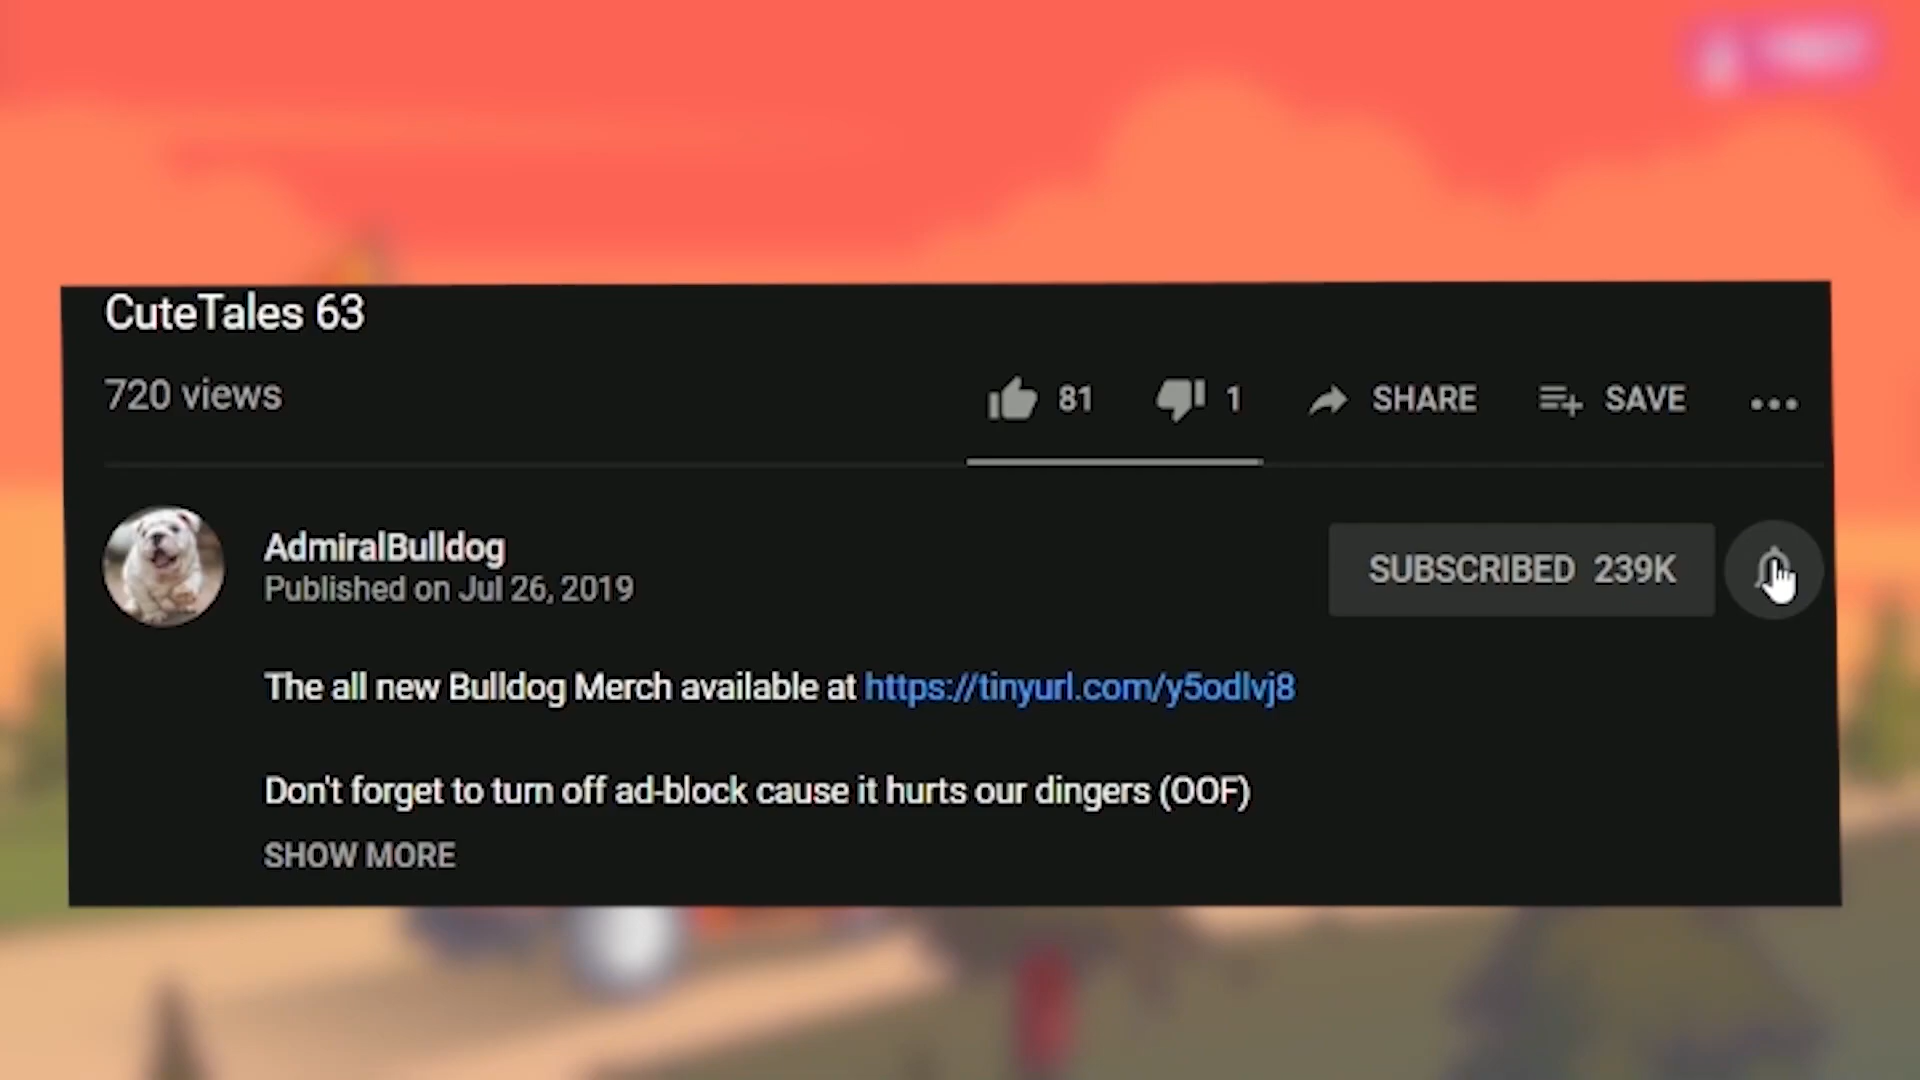 CuteTales 63
720 views
81 1 SHARE SAVE
AdmiralBulldog
Published on Jul 26, 2019
SUBSCRIBED 239K
The all new Bulldog Merch available at https://tinyurl.com/y5odlvj8
Don't forget to turn off ad-block cause it hurts our dingers (OOF)
SHOW MORE